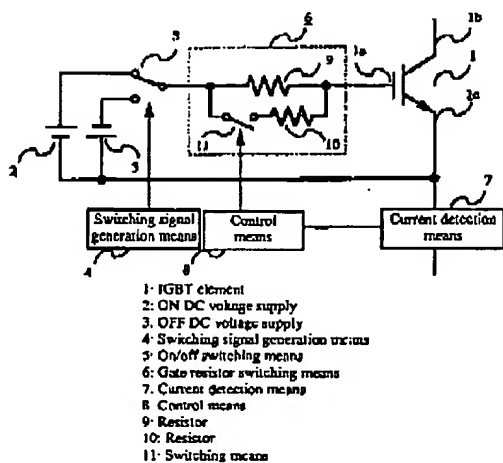 6
1b
9
1a
1
10
11
2
7
Switching signal
generation means
Control
means
Current detection
means
4
8
1: IGBT element
2: ON DC voltage supply
3. OFF DC voltage supply
4: Switching signal generation means
5: On/off switching means
6: Gate resistor switching means
7. Current detection means
8 Control means
9: Resistor
10: Resistor
11: Switching means